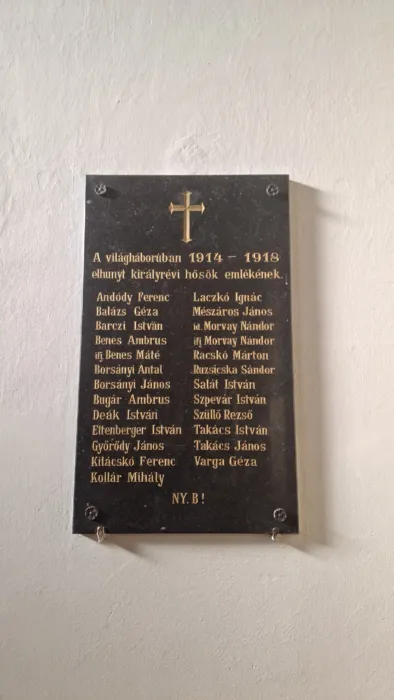 A világháborúban 1914 - 1918
elhunyt királyrévi hősök emlékének.
Andódy Ferenc
Balázs Géza
Barczi István
Benes Ambrus
ifj Benes Máté
Borsányi Antal
Borsányi János
Bugár Ambrus
Deák István
Ettenberger István
Győrődy János
Kilácskó Ferenc
Kollár Mihály
Laczkó Ignác
Mészáros János
id. Morvay Nándor
ifj Morvay Nándor
Racskó Márton
Ruzsicska Sándor
Salát István
Szpevár István
Szüllő Rezső
Takács István
Takács János
Varga Géza
NY. B!